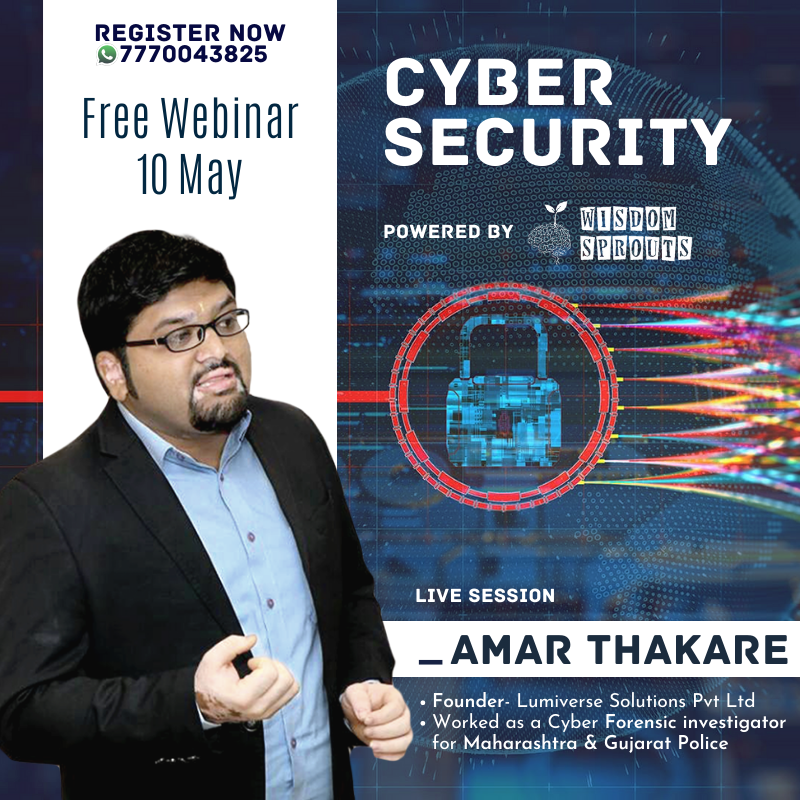 REGISTER NOW
7770043825
Free Webinar
10 May
CYBER
SECURITY
POWERED BY
WISDOM
SPROUTS
LIVE SESSION
_AMAR THAKARE
• Founder- Lumiverse Solutions Pvt Ltd
• Worked as a Cyber Forensic investigator
for Maharashtra & Gujarat Police